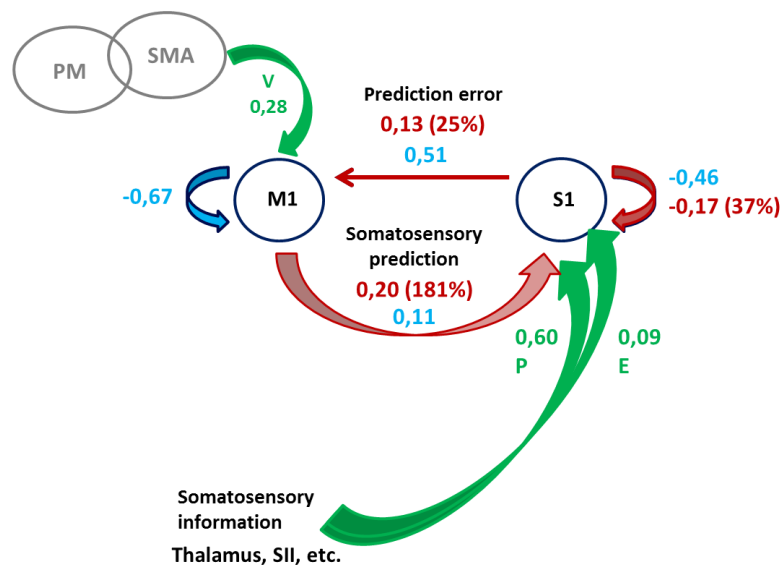 PM
SMA
V
0,28
Prediction error
0,13 (25%)
0,51
-0,67
M1
S1
-0,46
-0,17 (37%)
Somatosensory
prediction
0,20 (181%)
0,11
0,60
P
0,09
E
Somatosensory
information
Thalamus, SII, etc.